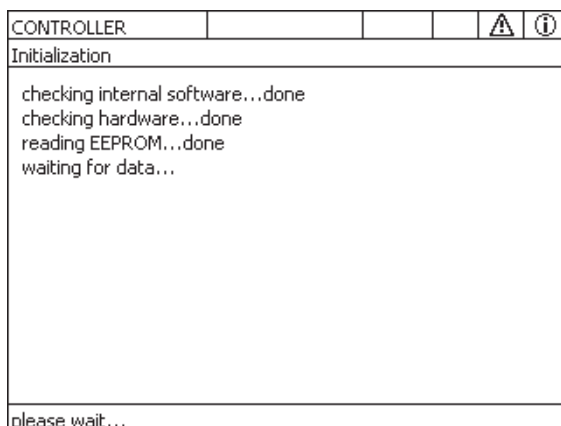 CONTROLLER
Initialization
checking internal software...done
checking hardware...done
reading EEPROM...done
waiting for data...
please wait...